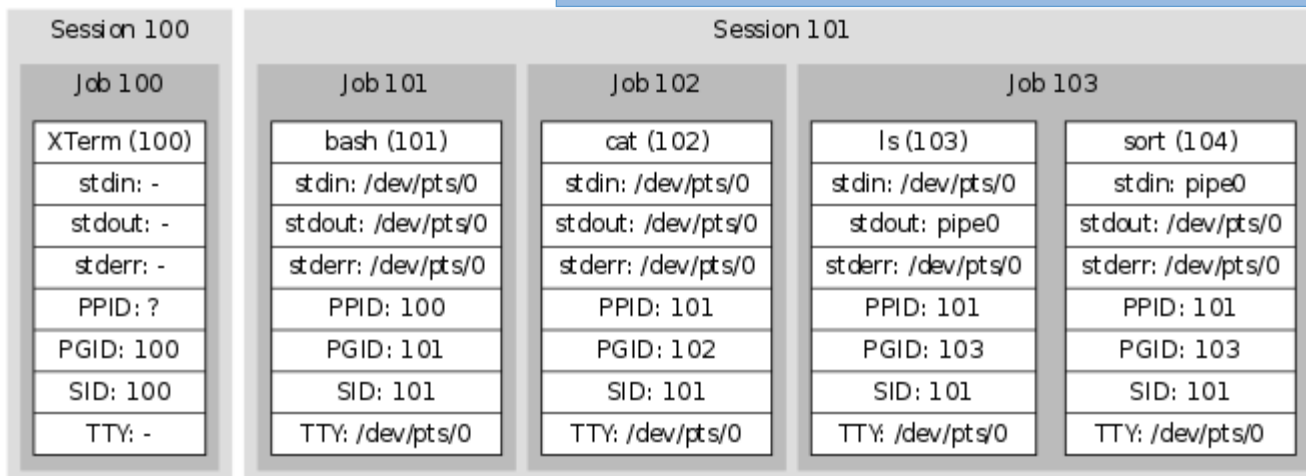 Session 100
Session 101
Job 100
Job 101
Job 102
Job 103
XTerm (100)
stdin: -
stdout: -
stderr: -
PPID: ?
PGID: 100
SID: 100
TTY: -
bash (101)
stdin: /dev/pts/0
stdout: /dev/pts/0
stderr: /dev/pts/0
PPID: 100
PGID: 101
SID: 101
TTY: /dev/pts/0
cat (102)
stdin: /dev/pts/0
stdout: /dev/pts/0
stderr: /dev/pts/0
PPID: 101
PGID: 102
SID: 101
TTY: /dev/pts/0
ls (103)
stdin: /dev/pts/0
stdout: pipe0
stderr: /dev/pts/0
PPID: 101
PGID: 103
SID: 101
TTY: /dev/pts/0
sort (104)
stdin: pipe0
stdout: /dev/pts/0
stderr: /dev/pts/0
PPID: 101
PGID: 103
SID: 101
TTY: /dev/pts/0